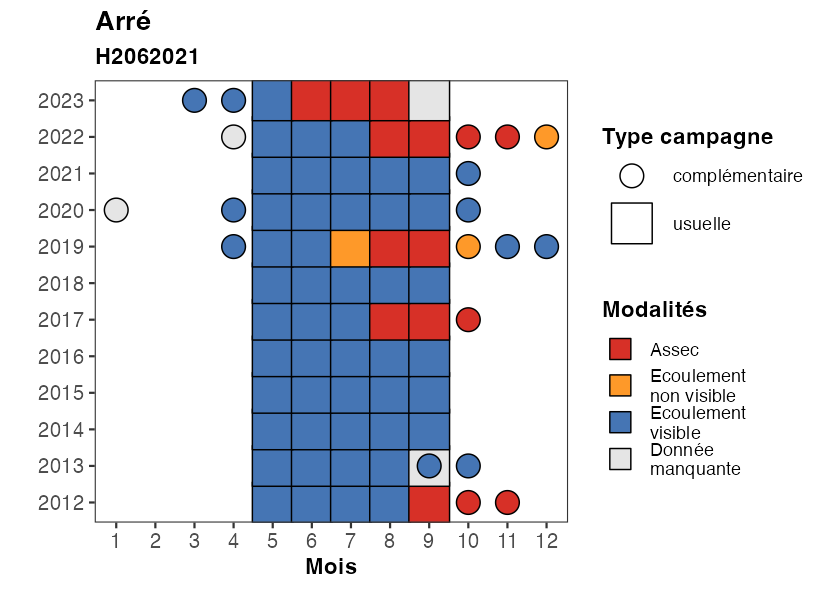 Arré
H2062021
2023
2022
2021
2020
2019
2018
2017
2016
2015
2014
2013
2012
1 2 3 4 5 6 7 8 9 10 11 12
Mois
Type campagne
complémentaire
usuelle
Modalités
Assec
Ecoulement
non visible
Ecoulement
visible
Donnée
manquante